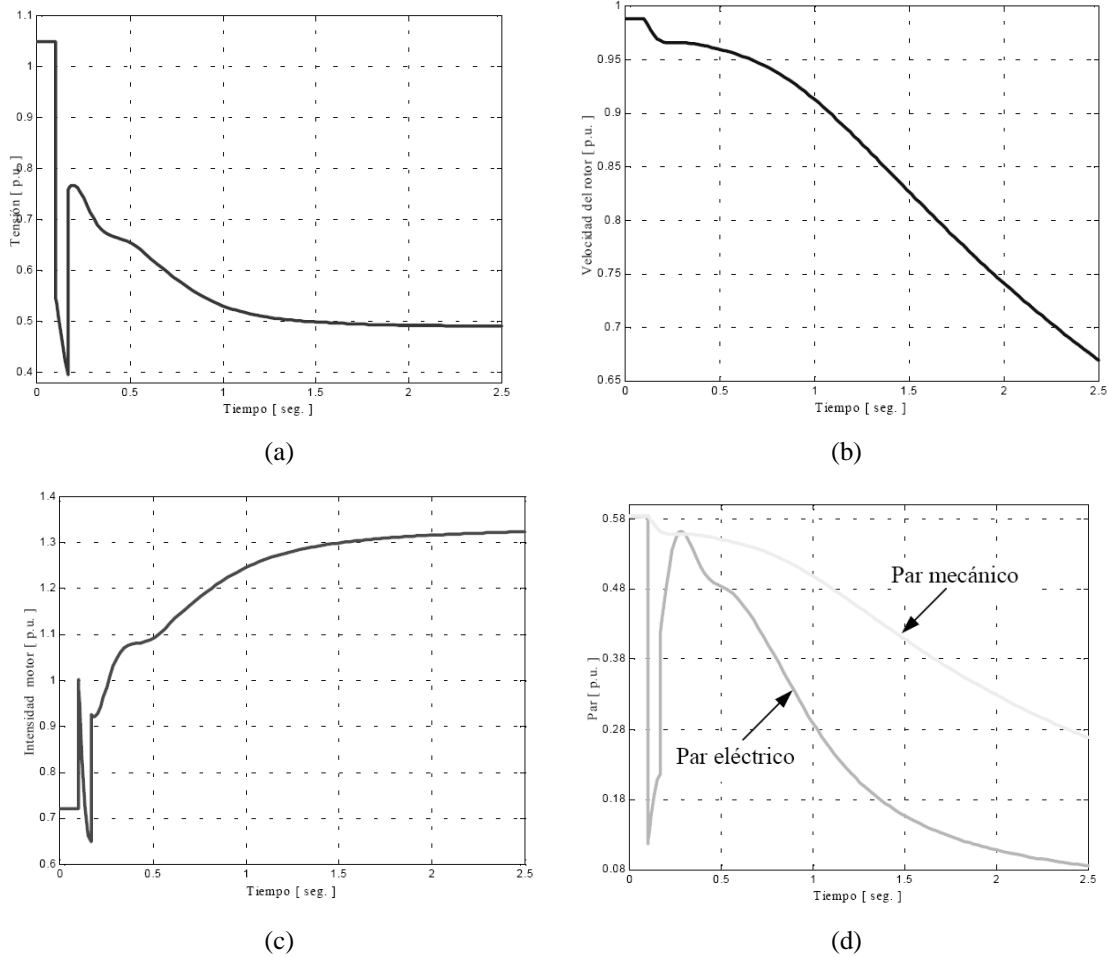 1.1
1
0.9
0.8
0.7
0.6
0.5
0.4
Tensión [ p.u. ]
0 0.5 1 1.5 2 2.5
Tiempo [ seg. ]
(a)
1
0.95
0.9
0.85
0.8
0.75
0.7
0.65
Velocidad del rotor [ p.u. ]
0 0.5 1 1.5 2 2.5
Tiempo [ seg. ]
(b)
1.4
1.3
1.2
1.1
1
0.9
0.8
0.7
0.6
Intensidad motor [ p.u. ]
0 0.5 1 1.5 2 2.5
Tiempo [ seg. ]
(c)
0.58
0.48
0.38
0.28
0.18
0.08
Par [ p.u. ]
Par mecánico
Par eléctrico
0 0.5 1 1.5 2 2.5
Tiempo [ seg. ]
(d)